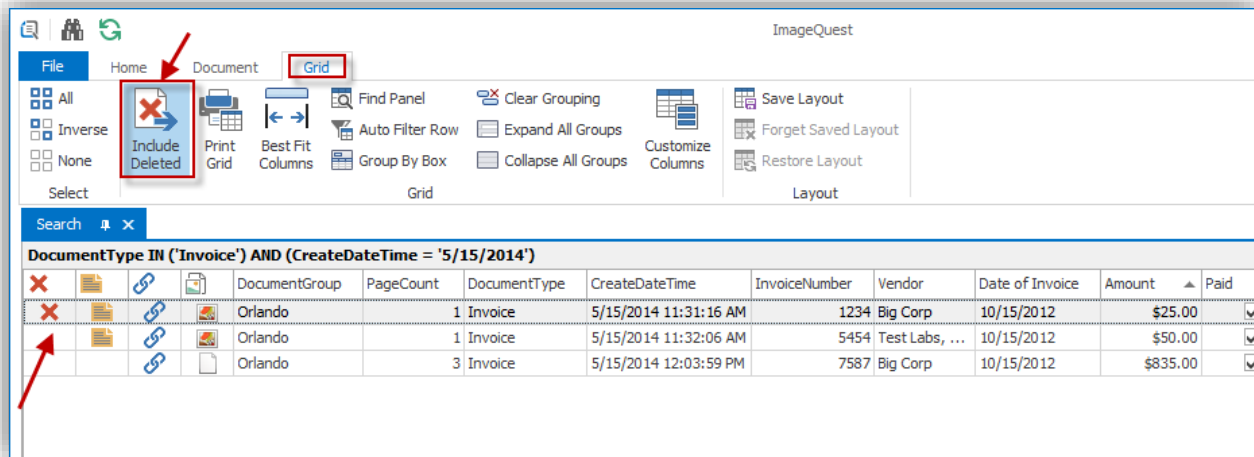 ImageQuest
File Home Document Grid
All Find Panel Clear Grouping Save Layout
Inverse Include Deleted Print Grid Best Fit Columns Auto Filter Row Expand All Groups Customize Columns Forget Saved Layout
None Group By Box Collapse All Groups Restore Layout
Select Grid Layout
Search
DocumentType IN ('Invoice') AND (CreateDateTime = '5/15/2014')
DocumentGroup PageCount DocumentType CreateDateTime InvoiceNumber Vendor Date of Invoice Amount Paid
Orlando 1 Invoice 5/15/2014 11:31:16 AM 1234 Big Corp 10/15/2012 $25.00
Orlando 1 Invoice 5/15/2014 11:32:06 AM 5454 Test Labs, ... 10/15/2012 $50.00
Orlando 3 Invoice 5/15/2014 12:03:59 PM 7587 Big Corp 10/15/2012 $835.00